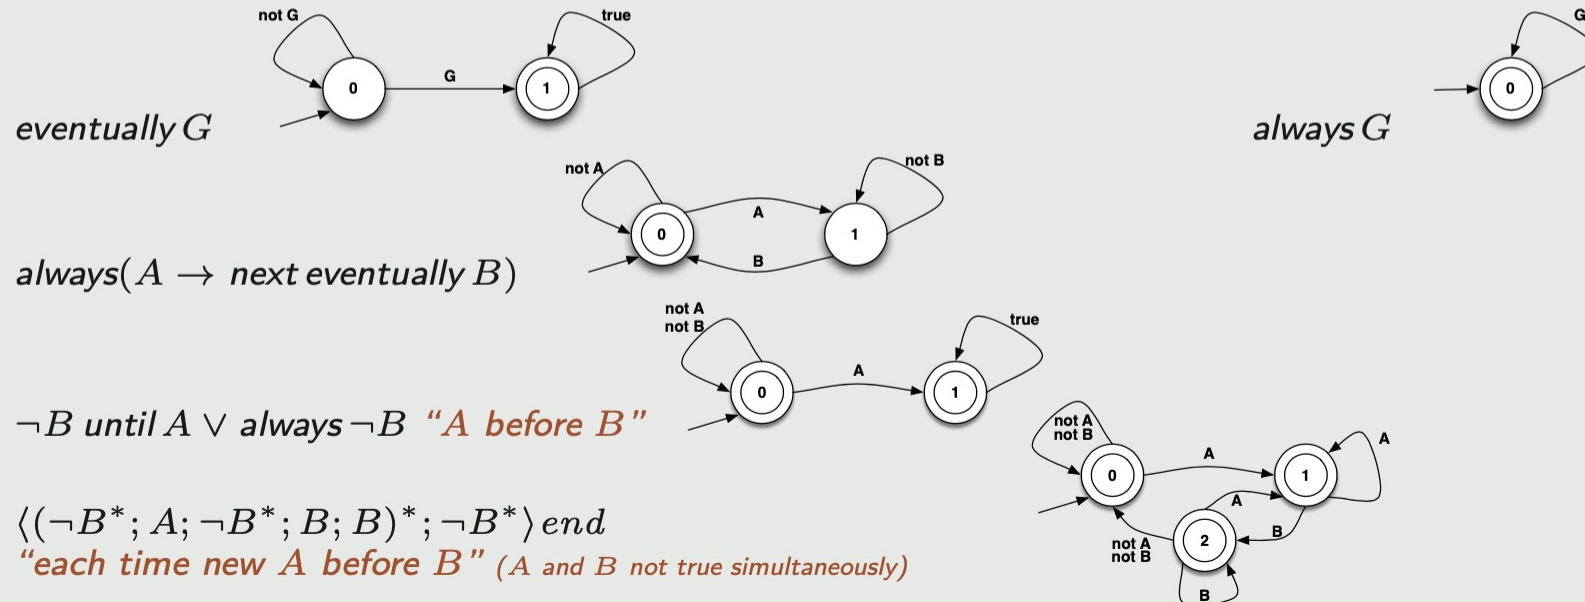 not G
true
G
0
G
1
0
eventually G
always G
not A
not B
A
0
1
B
always(A → next eventually B)
not A
not B
true
A
0
1
¬B until A ∨ always ¬B “A before B”
not A
not B
A
A
0
1
A
⟨(¬B*; A; ¬B*; B; B)*; ¬B*⟩end
B
not A
not B
2
“each time new A before B” (A and B not true simultaneously)
B